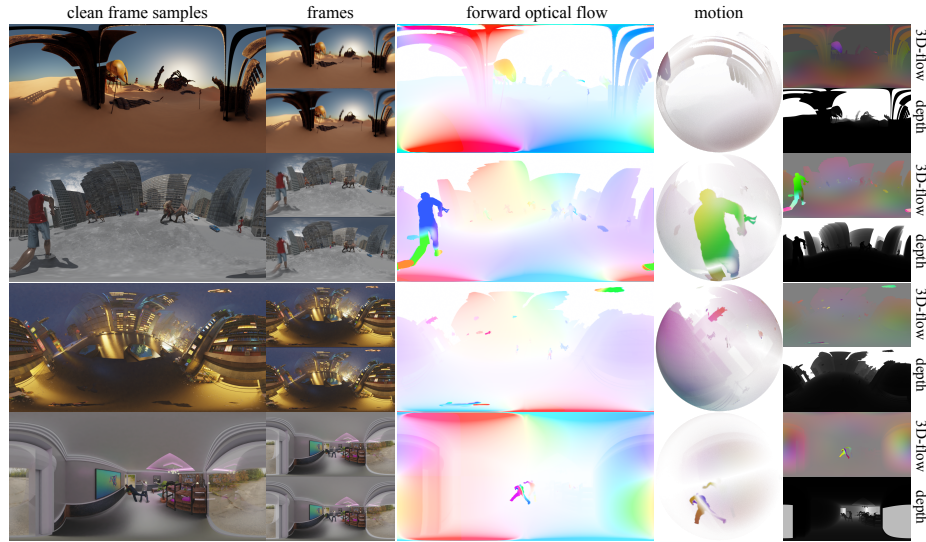 clean frame samples
frames
forward optical flow
motion
3D-flow
depth
3D-flow
depth
3D-flow
depth
3D-flow
depth